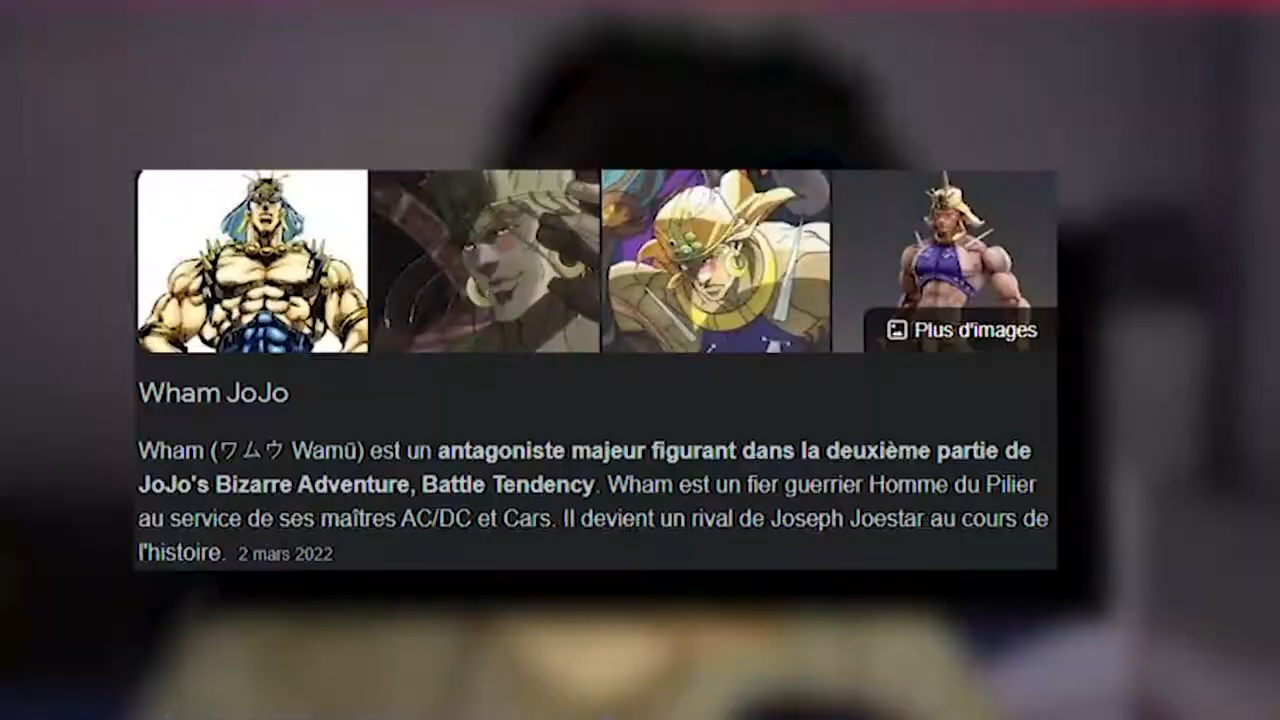 Plus d'images
Wham JoJo
Wham (ワムウ Wamū) est un antagoniste majeur figurant dans la deuxième partie de
JoJo's Bizarre Adventure, Battle Tendency. Wham est un fier guerrier Homme du Pilier
au service de ses maîtres AC/DC et Cars. Il devient un rival de Joseph Joestar au cours de
l'histoire. 2 mars 2022